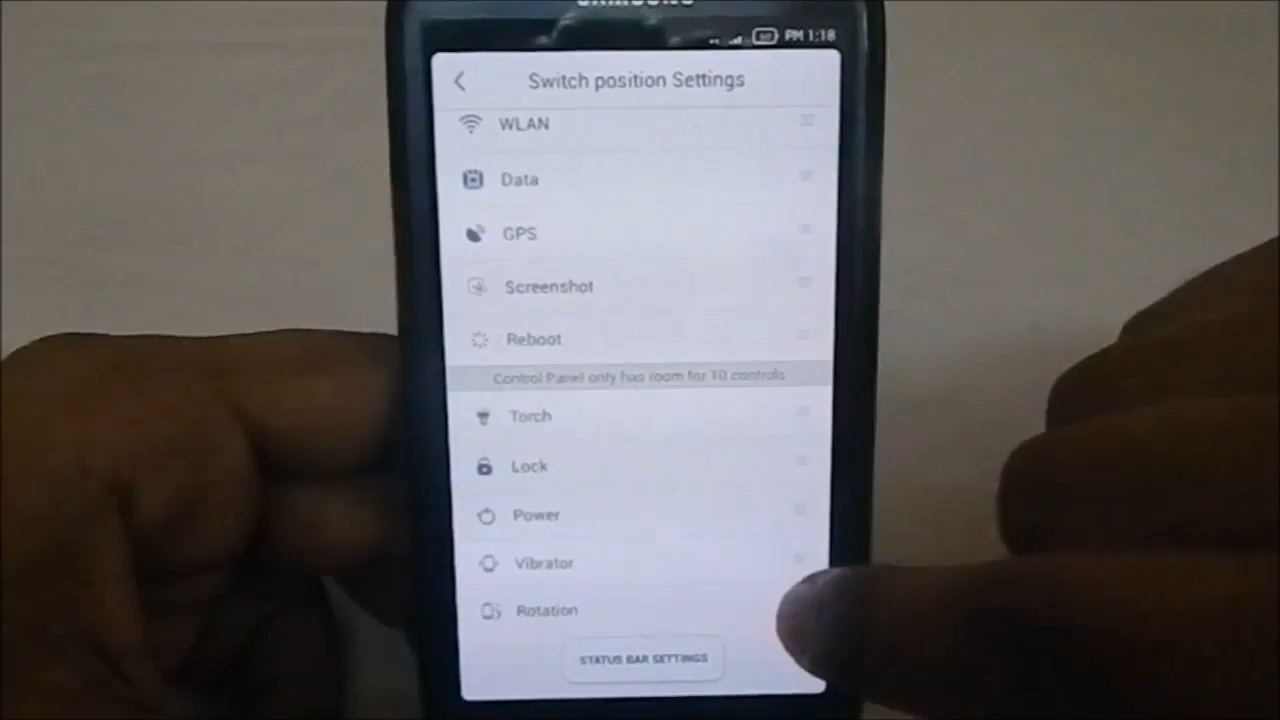 SAMSUNG
PM 1:18
Switch position Settings
WLAN
Data
GPS
Screenshot
Reboot
Control Panel only has room for 10 controls
Torch
Lock
Power
Vibrator
Rotation
STATUS BAR SETTINGS